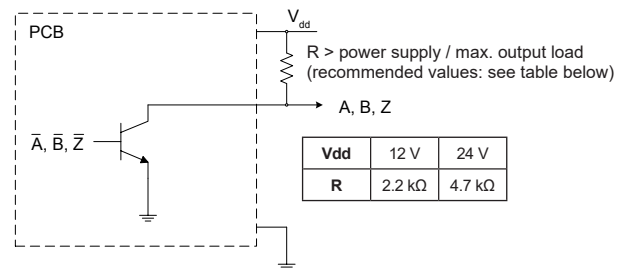 PCB
V_dd
R > power supply / max. output load
(recommended values: see table below)
A, B, Z
A̅, B̅, Z̅
Vdd 12 V 24 V
R 2.2 kΩ 4.7 kΩ